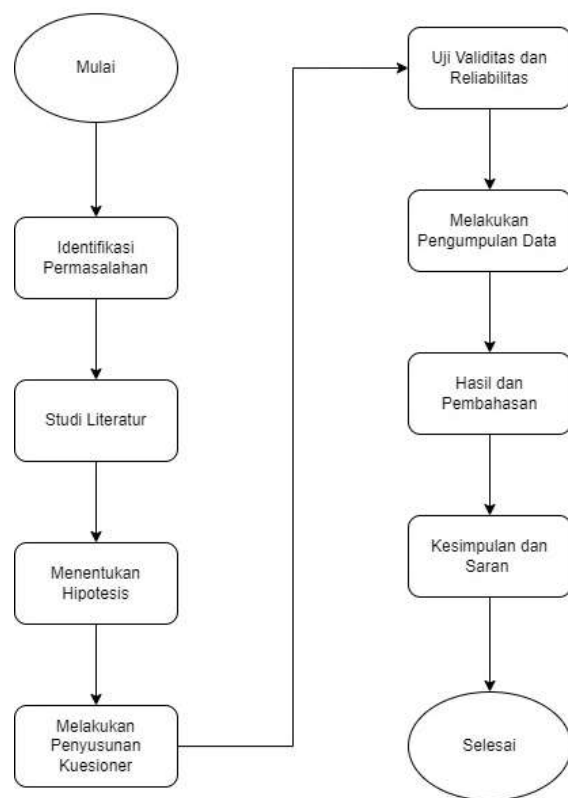 Mulai
Identifikasi
Permasalahan
Studi Literatur
Menentukan
Hipotesis
Melakukan
Penyusunan
Kuesioner
Uji Validitas dan
Reliabilitas
Melakukan
Pengumpulan Data
Hasil dan
Pembahasan
Kesimpulan dan
Saran
Selesai